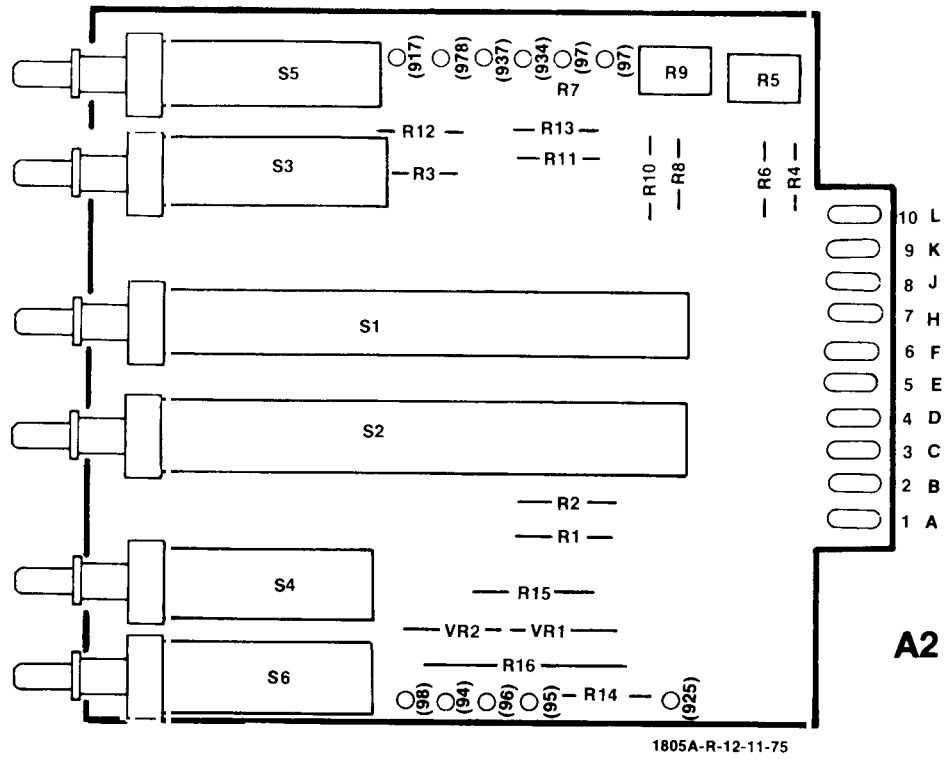 S5
(917)
(978)
(937)
(934)
(97)
(97)
R7
R9
R5
R12
R13
S3
R3
R11
R10
R8
R6
R4
10 L
9 K
8 J
7 H
6 F
5 E
4 D
3 C
2 B
1 A
S1
S2
R2
R1
S4
R15
VR2
VR1
A2
S6
R16
(98)
(94)
(96)
(95)
R14
(925)
1805A-R-12-11-75